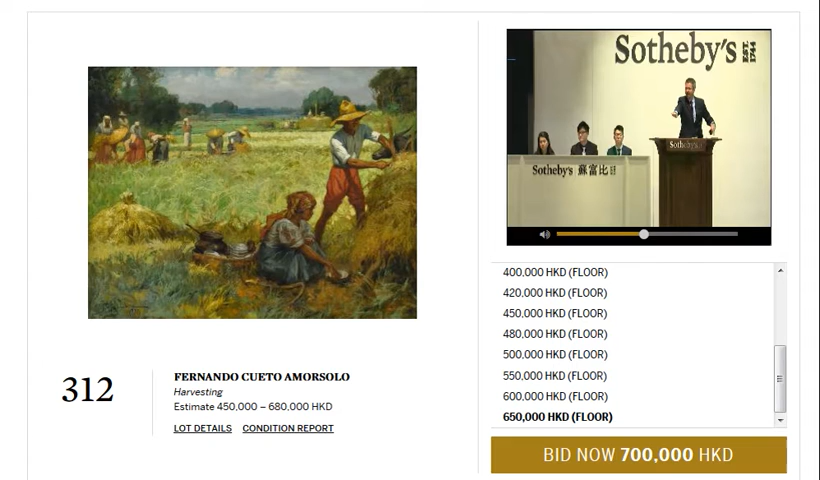 Sotheby's EST. 1744
Sotheby's
Sotheby's 蘇富比
400,000 HKD (FLOOR)
420,000 HKD (FLOOR)
450,000 HKD (FLOOR)
480,000 HKD (FLOOR)
500,000 HKD (FLOOR)
550,000 HKD (FLOOR)
600,000 HKD (FLOOR)
650,000 HKD (FLOOR)
312
FERNANDO CUETO AMORSOLO
Harvesting
Estimate 450,000 – 680,000 HKD
LOT DETAILS CONDITION REPORT
BID NOW 700,000 HKD